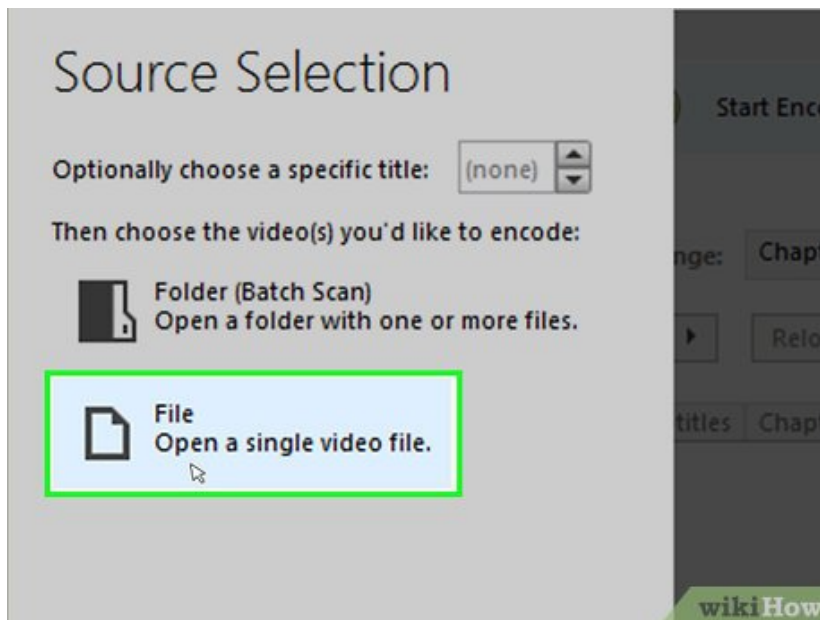 Source Selection
Start Enc
Optionally choose a specific title: (none)
Then choose the video(s) you'd like to encode:
nge: Chap
Folder (Batch Scan)
Open a folder with one or more files.
Relo
File
Open a single video file.
titles Chap
wikiHow